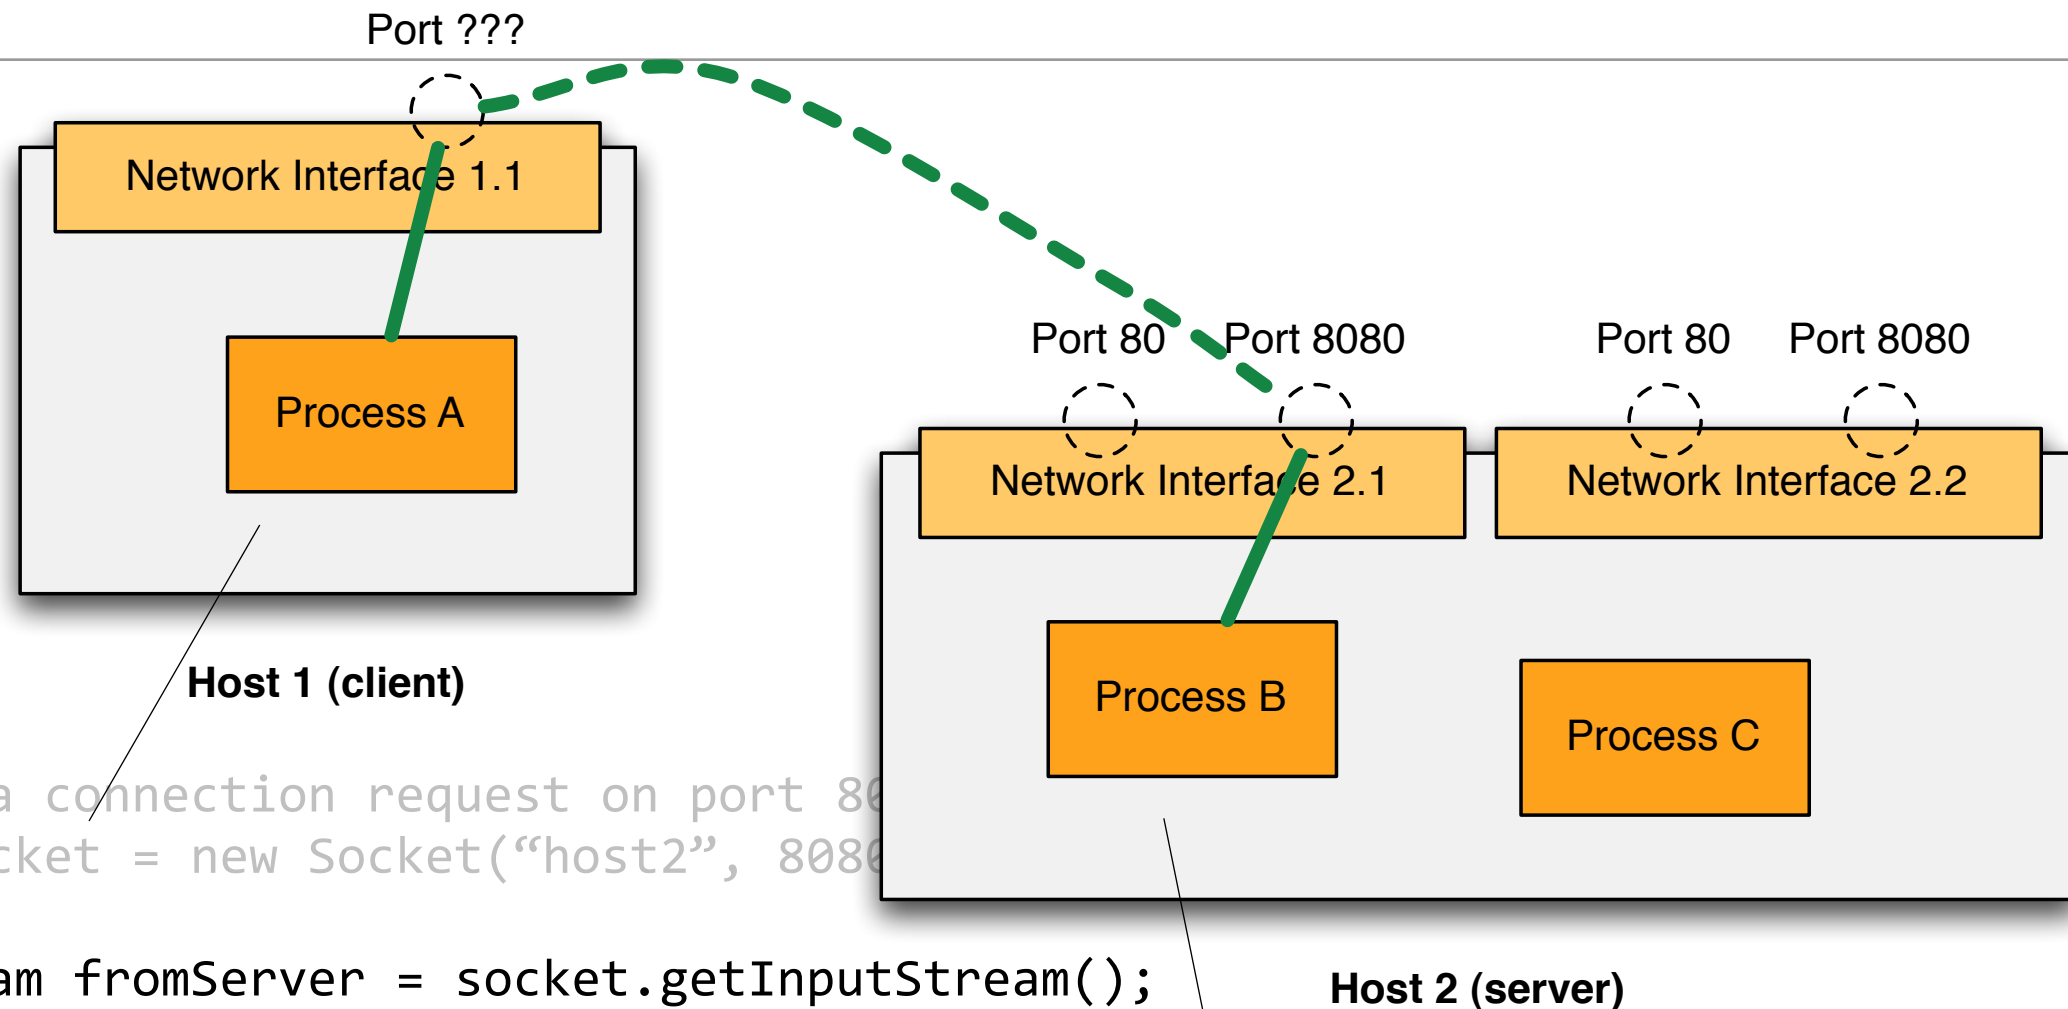 Port ???
Network Interface 1.1
Process A
Host 1 (client)
Port 80 Port 8080 Port 80 Port 8080
Network Interface 2.1 Network Interface 2.2
Process B
Process C
a connection request on port 80
cket = new Socket(“host2”, 8080
am fromServer = socket.getInputStream();
Host 2 (server)